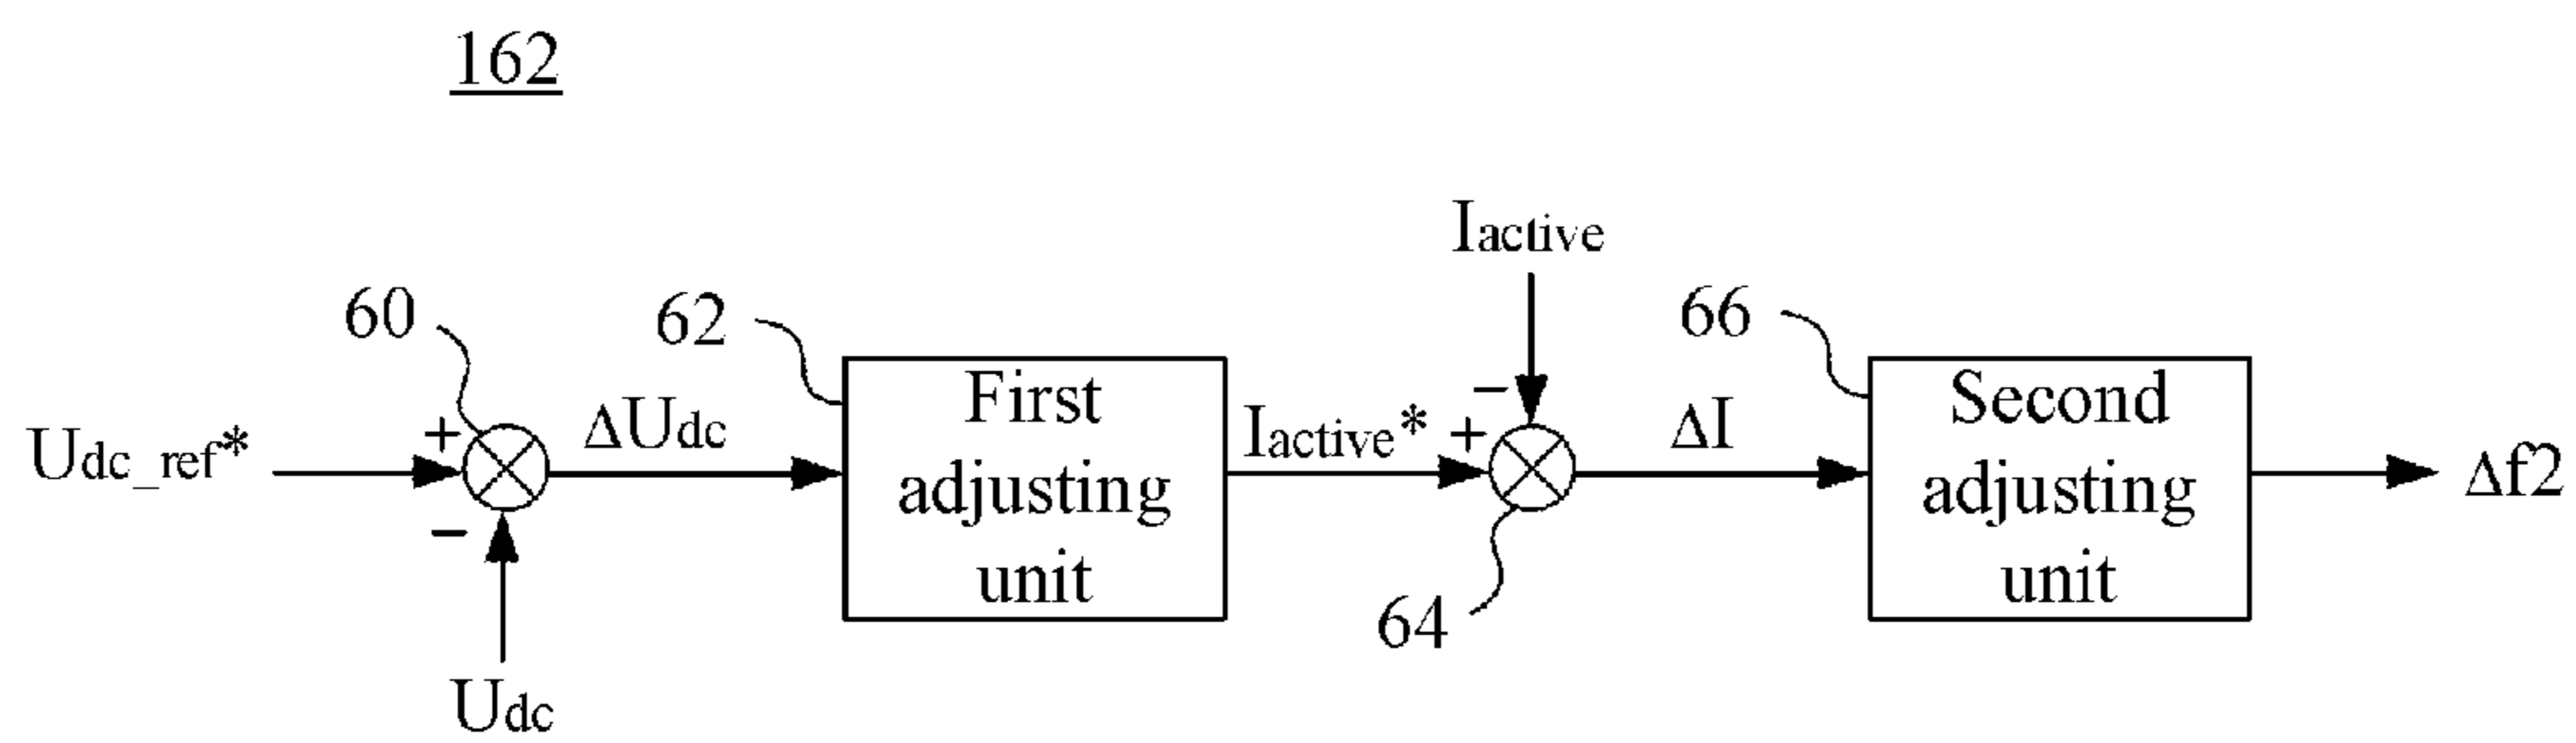 162
Iactive
60
62
66
Udc_ref*
+
−
Udc
ΔUdc
First
adjusting
unit
Iactive*
−
+
64
ΔI
Second
adjusting
unit
Δf2